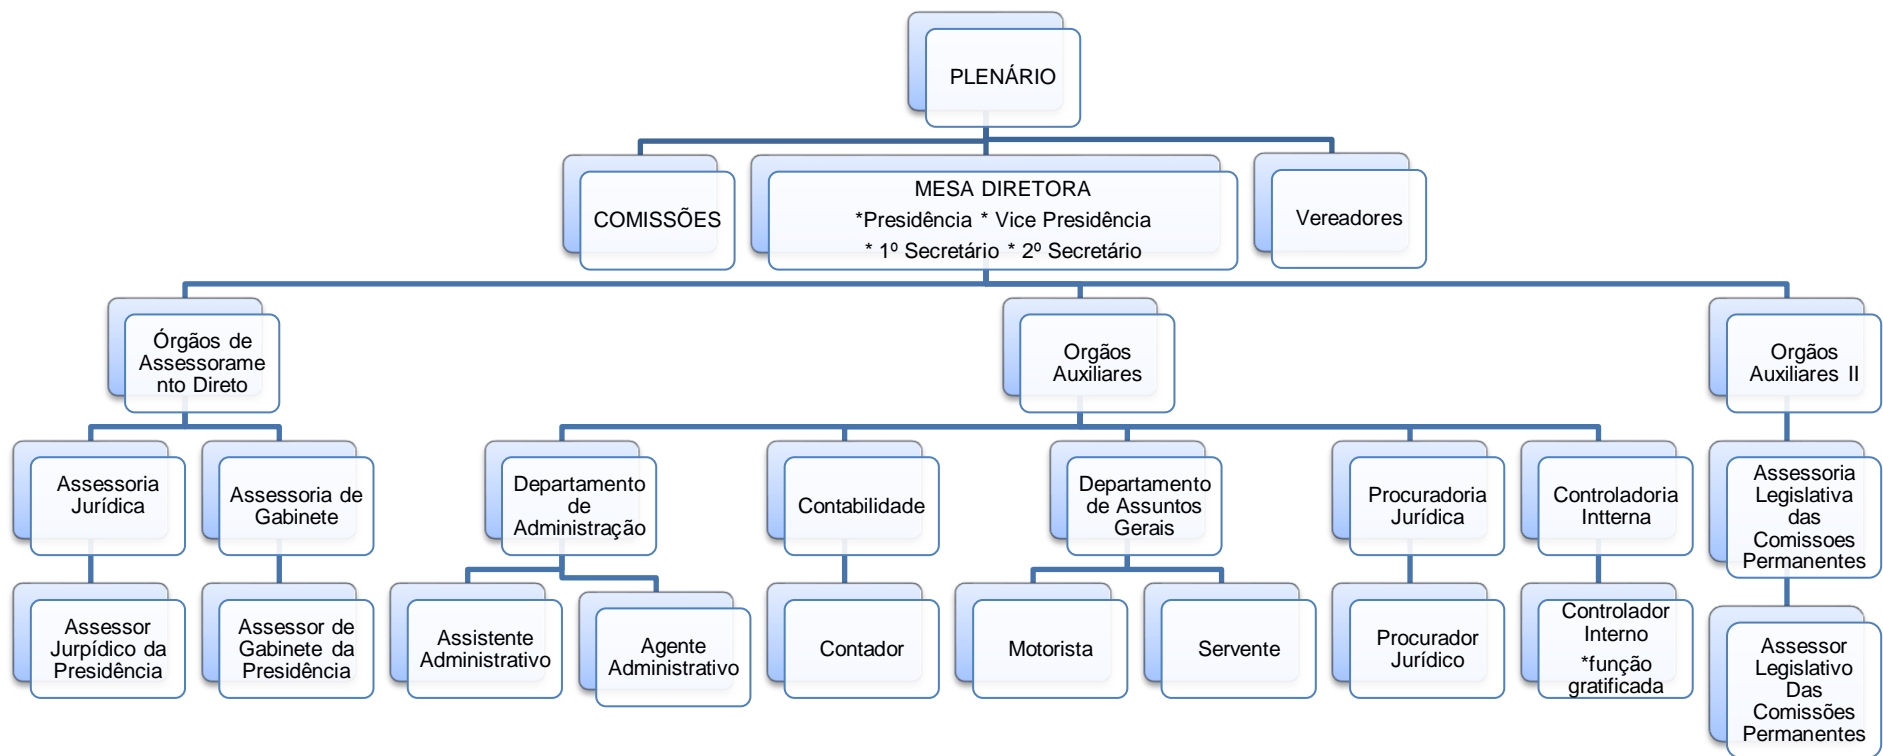 PLENÁRIO
COMISSÕES
MESA DIRETORA
*Presidência * Vice Presidência
* 1º Secretário * 2º Secretário
Vereadores
Órgãos de
Assessorame
nto Direto
Orgãos
Auxiliares
Orgãos
Auxiliares II
Assessoria
Jurídica
Assessoria de
Gabinete
Departamento
de
Administração
Contabilidade
Departamento
de Assuntos
Gerais
Procuradoria
Jurídica
Controladoria
Intterna
Assessoria
Legislativa
das
Comissoes
Permanentes
Assessor
Jurpídico da
Presidência
Assessor de
Gabinete da
Presidência
Assistente
Administrativo
Agente
Administrativo
Contador
Motorista
Servente
Procurador
Jurídico
Controlador
Interno
*função
gratificada
Assessor
Legislativo
Das
Comissões
Permanentes